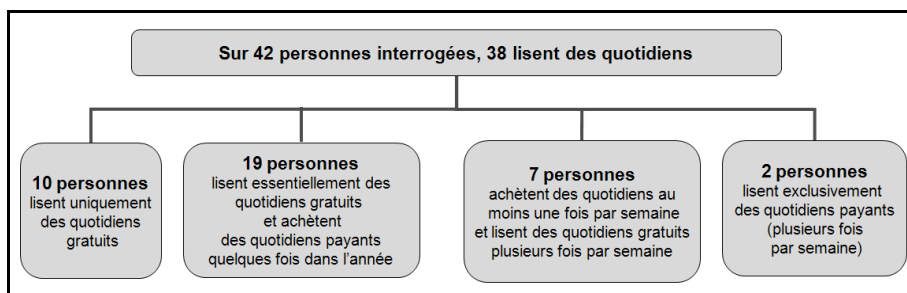 Sur 42 personnes interrogées, 38 lisent des quotidiens
10 personnes
lisent uniquement
des quotidiens
gratuits
19 personnes
lisent essentiellement des
quotidiens gratuits
et achètent
des quotidiens payants
quelques fois dans l'année
7 personnes
achètent des quotidiens au
moins une fois par semaine
et lisent des quotidiens gratuits
plusieurs fois par semaine
2 personnes
lisent exclusivement
des quotidiens payants
(plusieurs fois
par semaine)